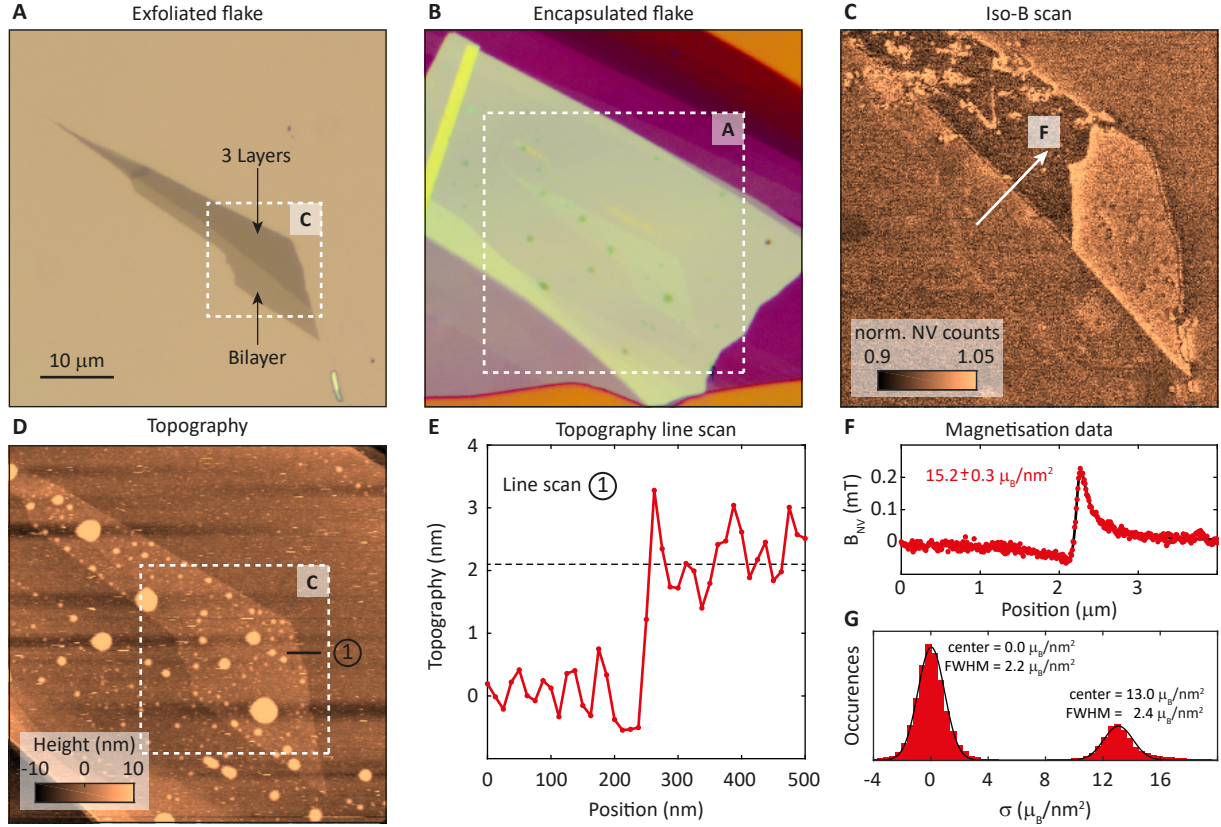 A Exfoliated flake
3 Layers
C
Bilayer
10 μm
B Encapsulated flake
A
C Iso-B scan
F
norm. NV counts
0.9 1.05
D Topography
C
1
Height (nm)
-10 0 10
E Topography line scan
Line scan 1
Topography (nm)
4
3
2
1
0
0 100 200 300 400 500
Position (nm)
F Magnetisation data
15.2±0.3 μB/nm²
BNV (mT)
0.2
0.1
0
0 1 2 3
Position (μm)
G
center = 0.0 μB/nm²
FWHM = 2.2 μB/nm²
center = 13.0 μB/nm²
FWHM = 2.4 μB/nm²
Occurences
-4 0 4 8 12 16
σ (μB/nm²)